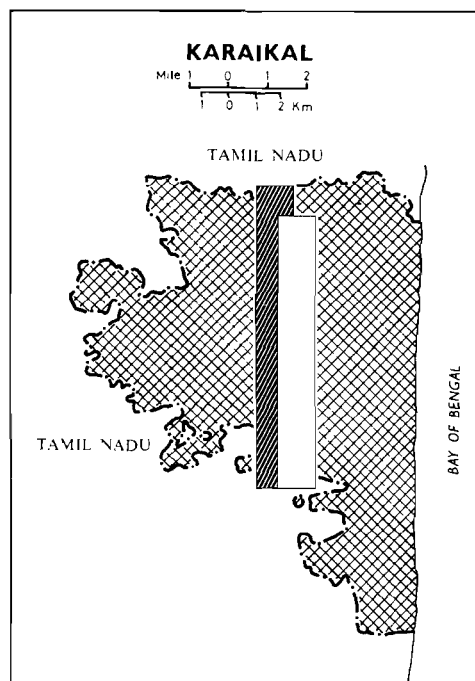 KARAIKAL
Mile 1 0 1 2
1 0 1 2 Km
TAMIL NADU
TAMIL NADU
BAY OF BENGAL